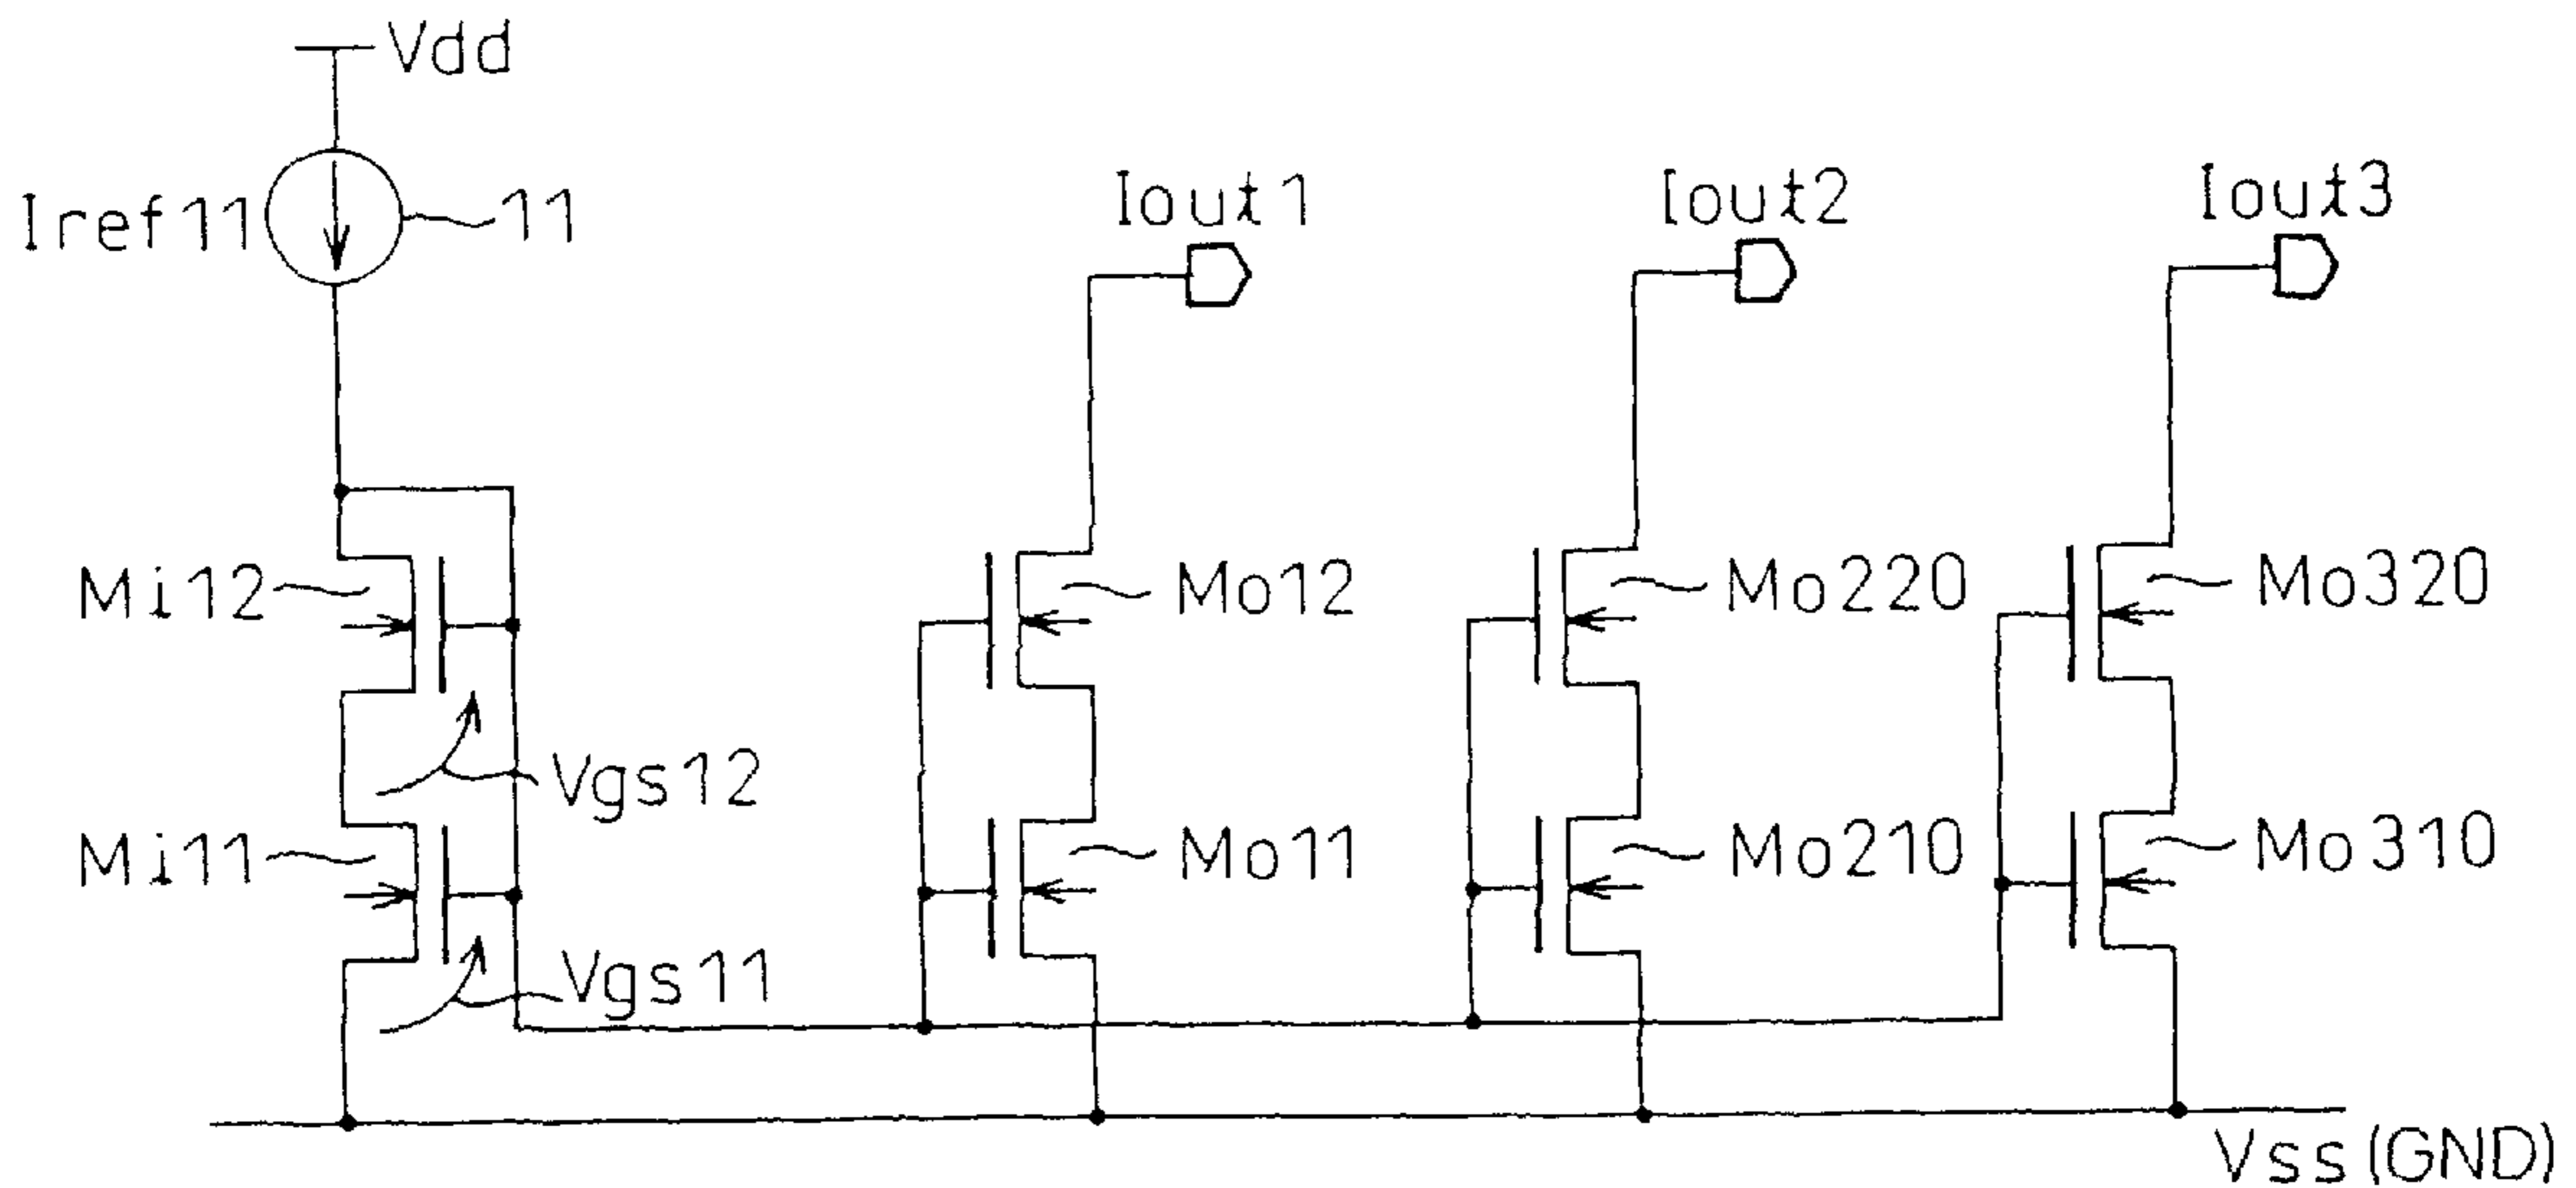 Vdd
Iref11
11
Iout1
Iout2
Iout3
Mi12
Mo12
Mo220
Mo320
Vgs12
Mi11
Mo11
Mo210
Mo310
Vgs11
Vss(GND)